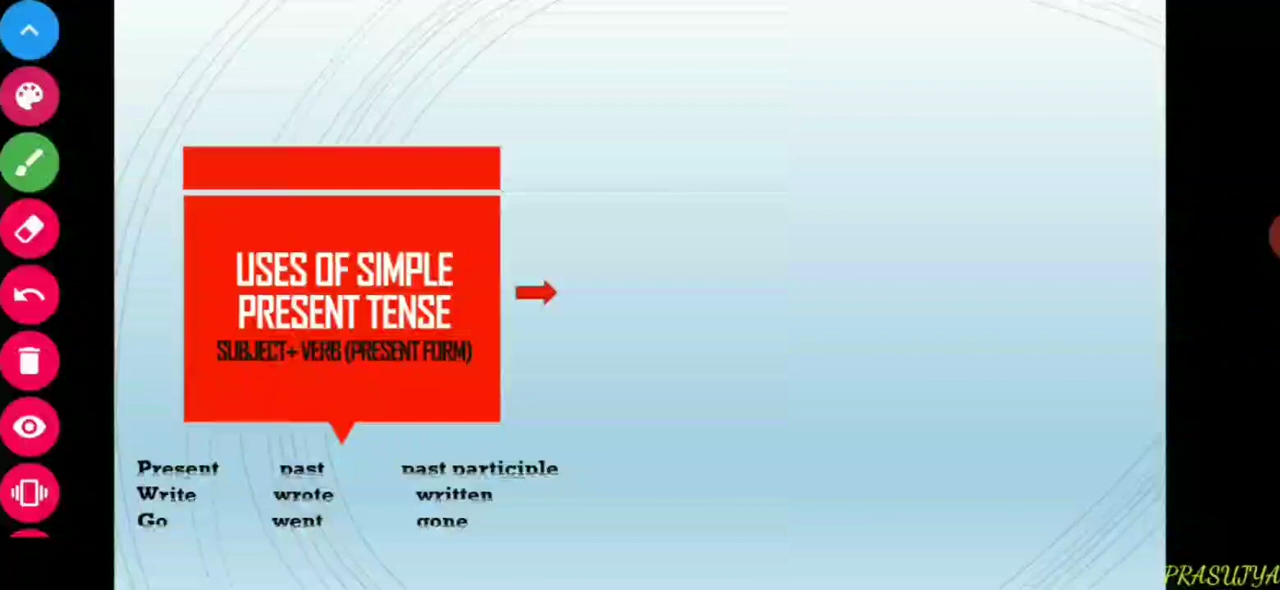 USES OF SIMPLE
PRESENT TENSE
SUBJECT+ VERB (PRESENT FORM)
Present past past participle
Write wrote written
Go went gone
PRASUJYA